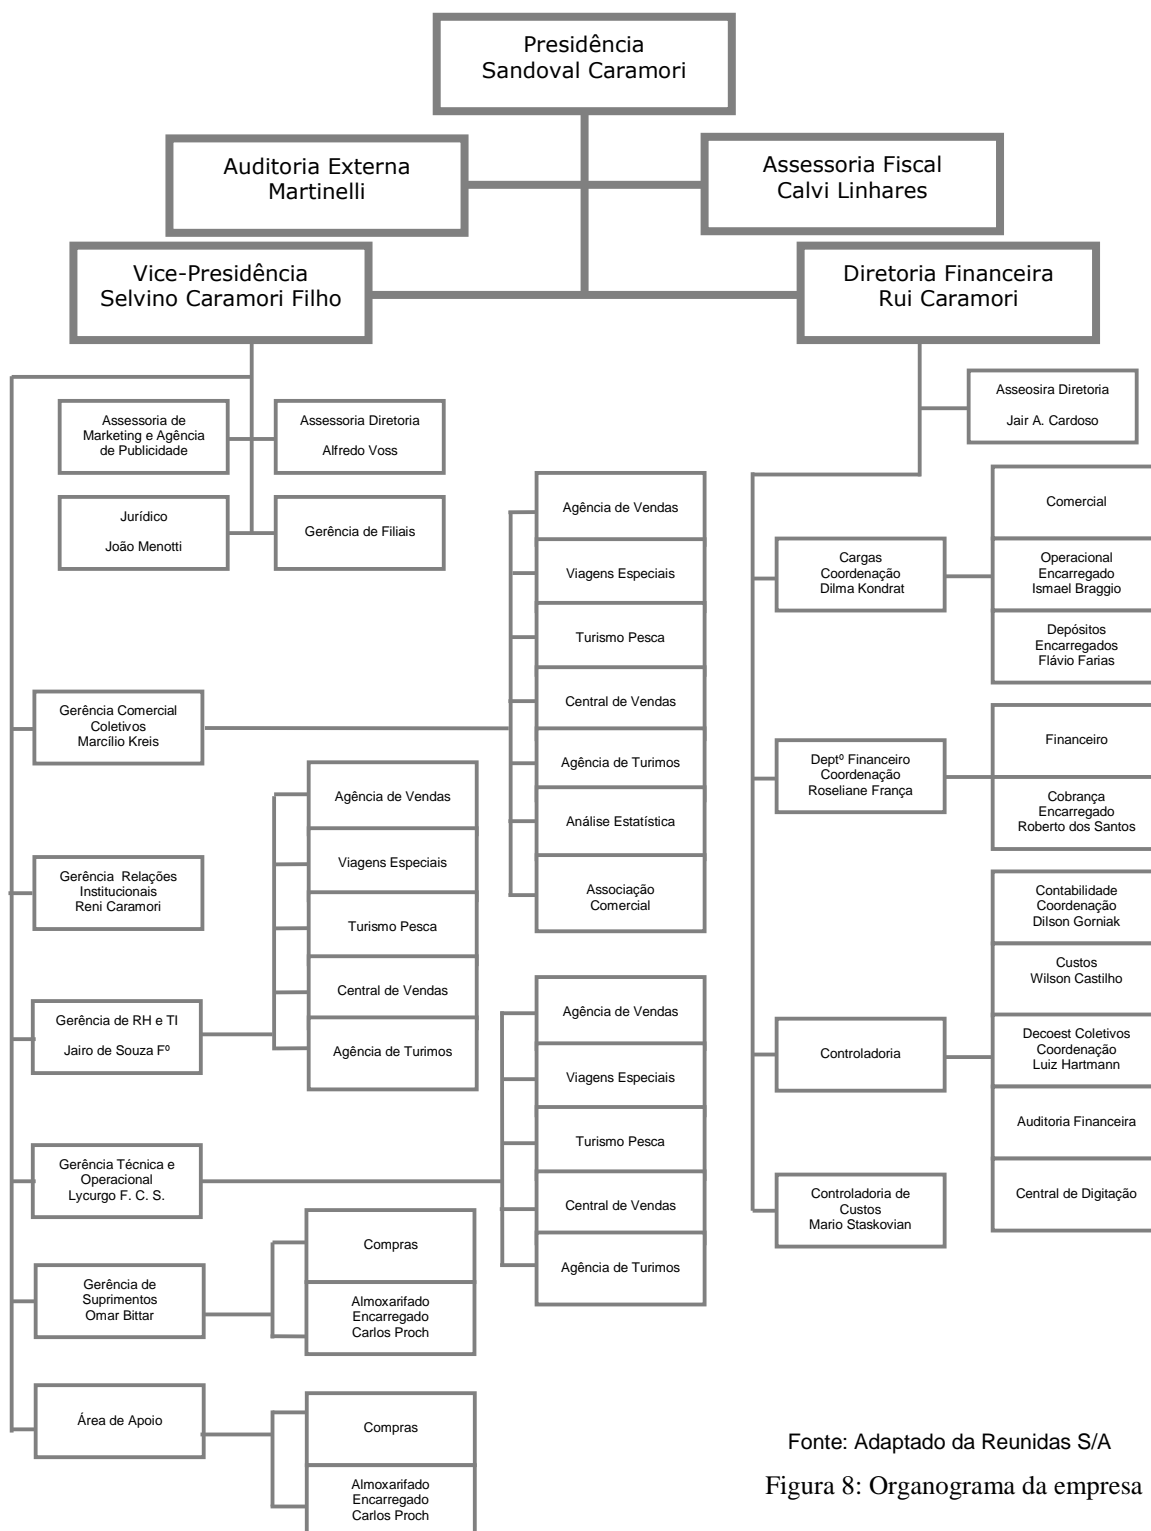 Presidência
Sandoval Caramori
Auditoria Externa
Martinelli
Assessoria Fiscal
Calvi Linhares
Vice-Presidência
Selvino Caramori Filho
Diretoria Financeira
Rui Caramori
Assessoria de
Marketing e Agência
de Publicidade
Assessoria Diretoria
Alfredo Voss
Jurídico
João Menotti
Gerência de Filiais
Gerência Comercial
Coletivos
Marcílio Kreis
Agência de Vendas
Viagens Especiais
Turismo Pesca
Central de Vendas
Agência de Turimos
Análise Estatística
Associação
Comercial
Gerência Relações
Institucionais
Reni Caramori
Gerência de RH e TI
Jairo de Souza Fº
Agência de Vendas
Viagens Especiais
Turismo Pesca
Central de Vendas
Agência de Turimos
Gerência Técnica e
Operacional
Lycurgo F. C. S.
Agência de Vendas
Viagens Especiais
Turismo Pesca
Central de Vendas
Agência de Turimos
Gerência de
Suprimentos
Omar Bittar
Compras
Almoxarifado
Encarregado
Carlos Proch
Área de Apoio
Compras
Almoxarifado
Encarregado
Carlos Proch
Asseosira Diretoria
Jair A. Cardoso
Cargas
Coordenação
Dilma Kondrat
Comercial
Operacional
Encarregado
Ismael Braggio
Depósitos
Encarregados
Flávio Farias
Deptº Financeiro
Coordenação
Roseliane França
Financeiro
Cobrança
Encarregado
Roberto dos Santos
Controladoria
Contabilidade
Coordenação
Dilson Gorniak
Custos
Wilson Castilho
Decoest Coletivos
Coordenação
Luiz Hartmann
Auditoria Financeira
Central de Digitação
Controladoria de
Custos
Mario Staskovian
Fonte: Adaptado da Reunidas S/A
Figura 8: Organograma da empresa